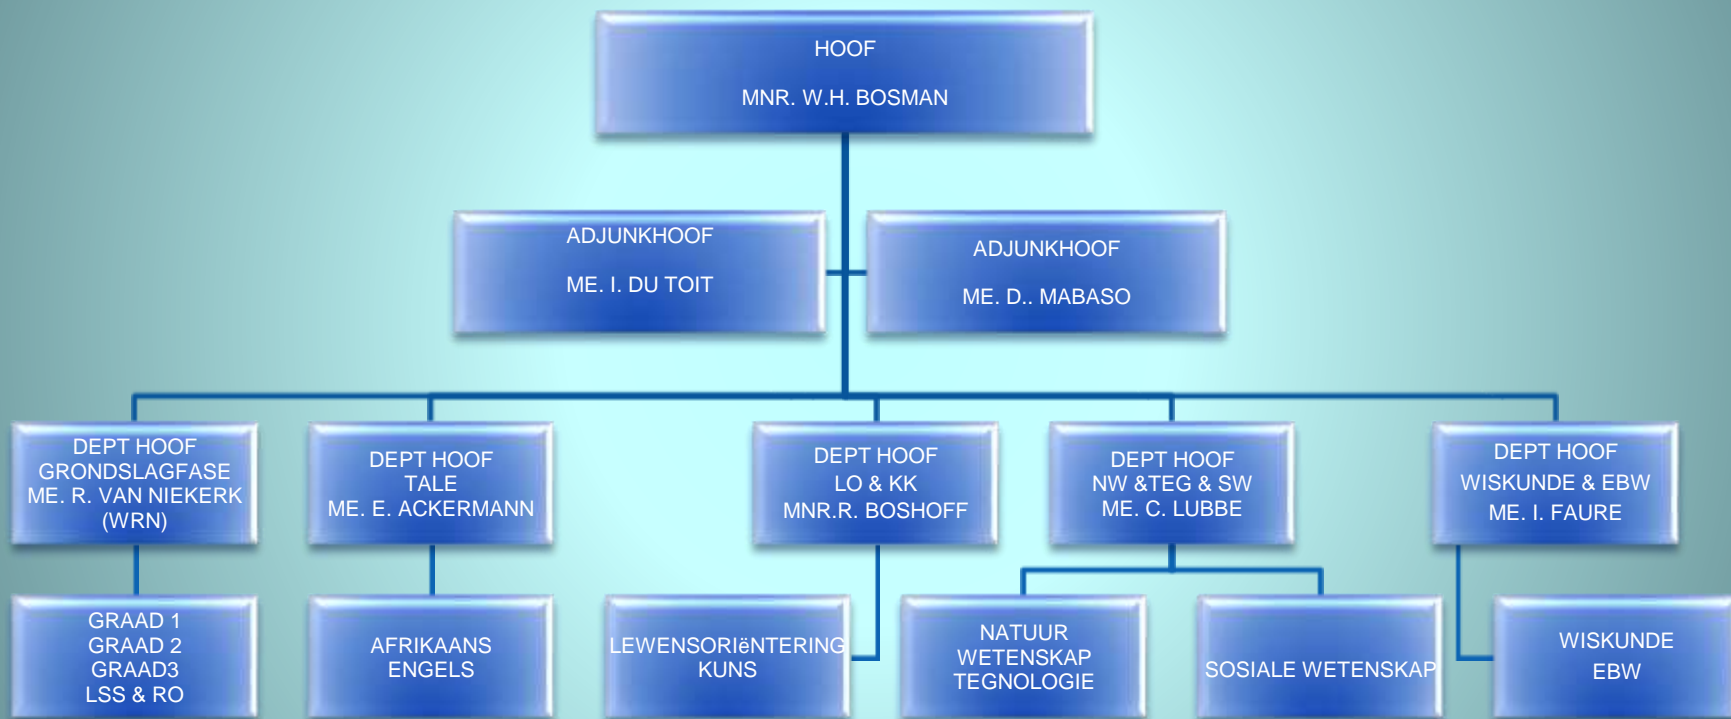 HOOF
MNR. W.H. BOSMAN
ADJUNKHOOF
ME. I. DU TOIT
ADJUNKHOOF
ME. D.. MABASO
DEPT HOOF
GRONDSLAGFASE
ME. R. VAN NIEKERK
(WRN)
DEPT HOOF
TALE
ME. E. ACKERMANN
DEPT HOOF
LO & KK
MNR.R. BOSHOFF
DEPT HOOF
NW &TEG & SW
ME. C. LUBBE
DEPT HOOF
WISKUNDE & EBW
ME. I. FAURE
GRAAD 1
GRAAD 2
GRAAD3
LSS & RO
AFRIKAANS
ENGELS
LEWENSORIëNTERING
KUNS
NATUUR
WETENSKAP
TEGNOLOGIE
SOSIALE WETENSKAP
WISKUNDE
EBW